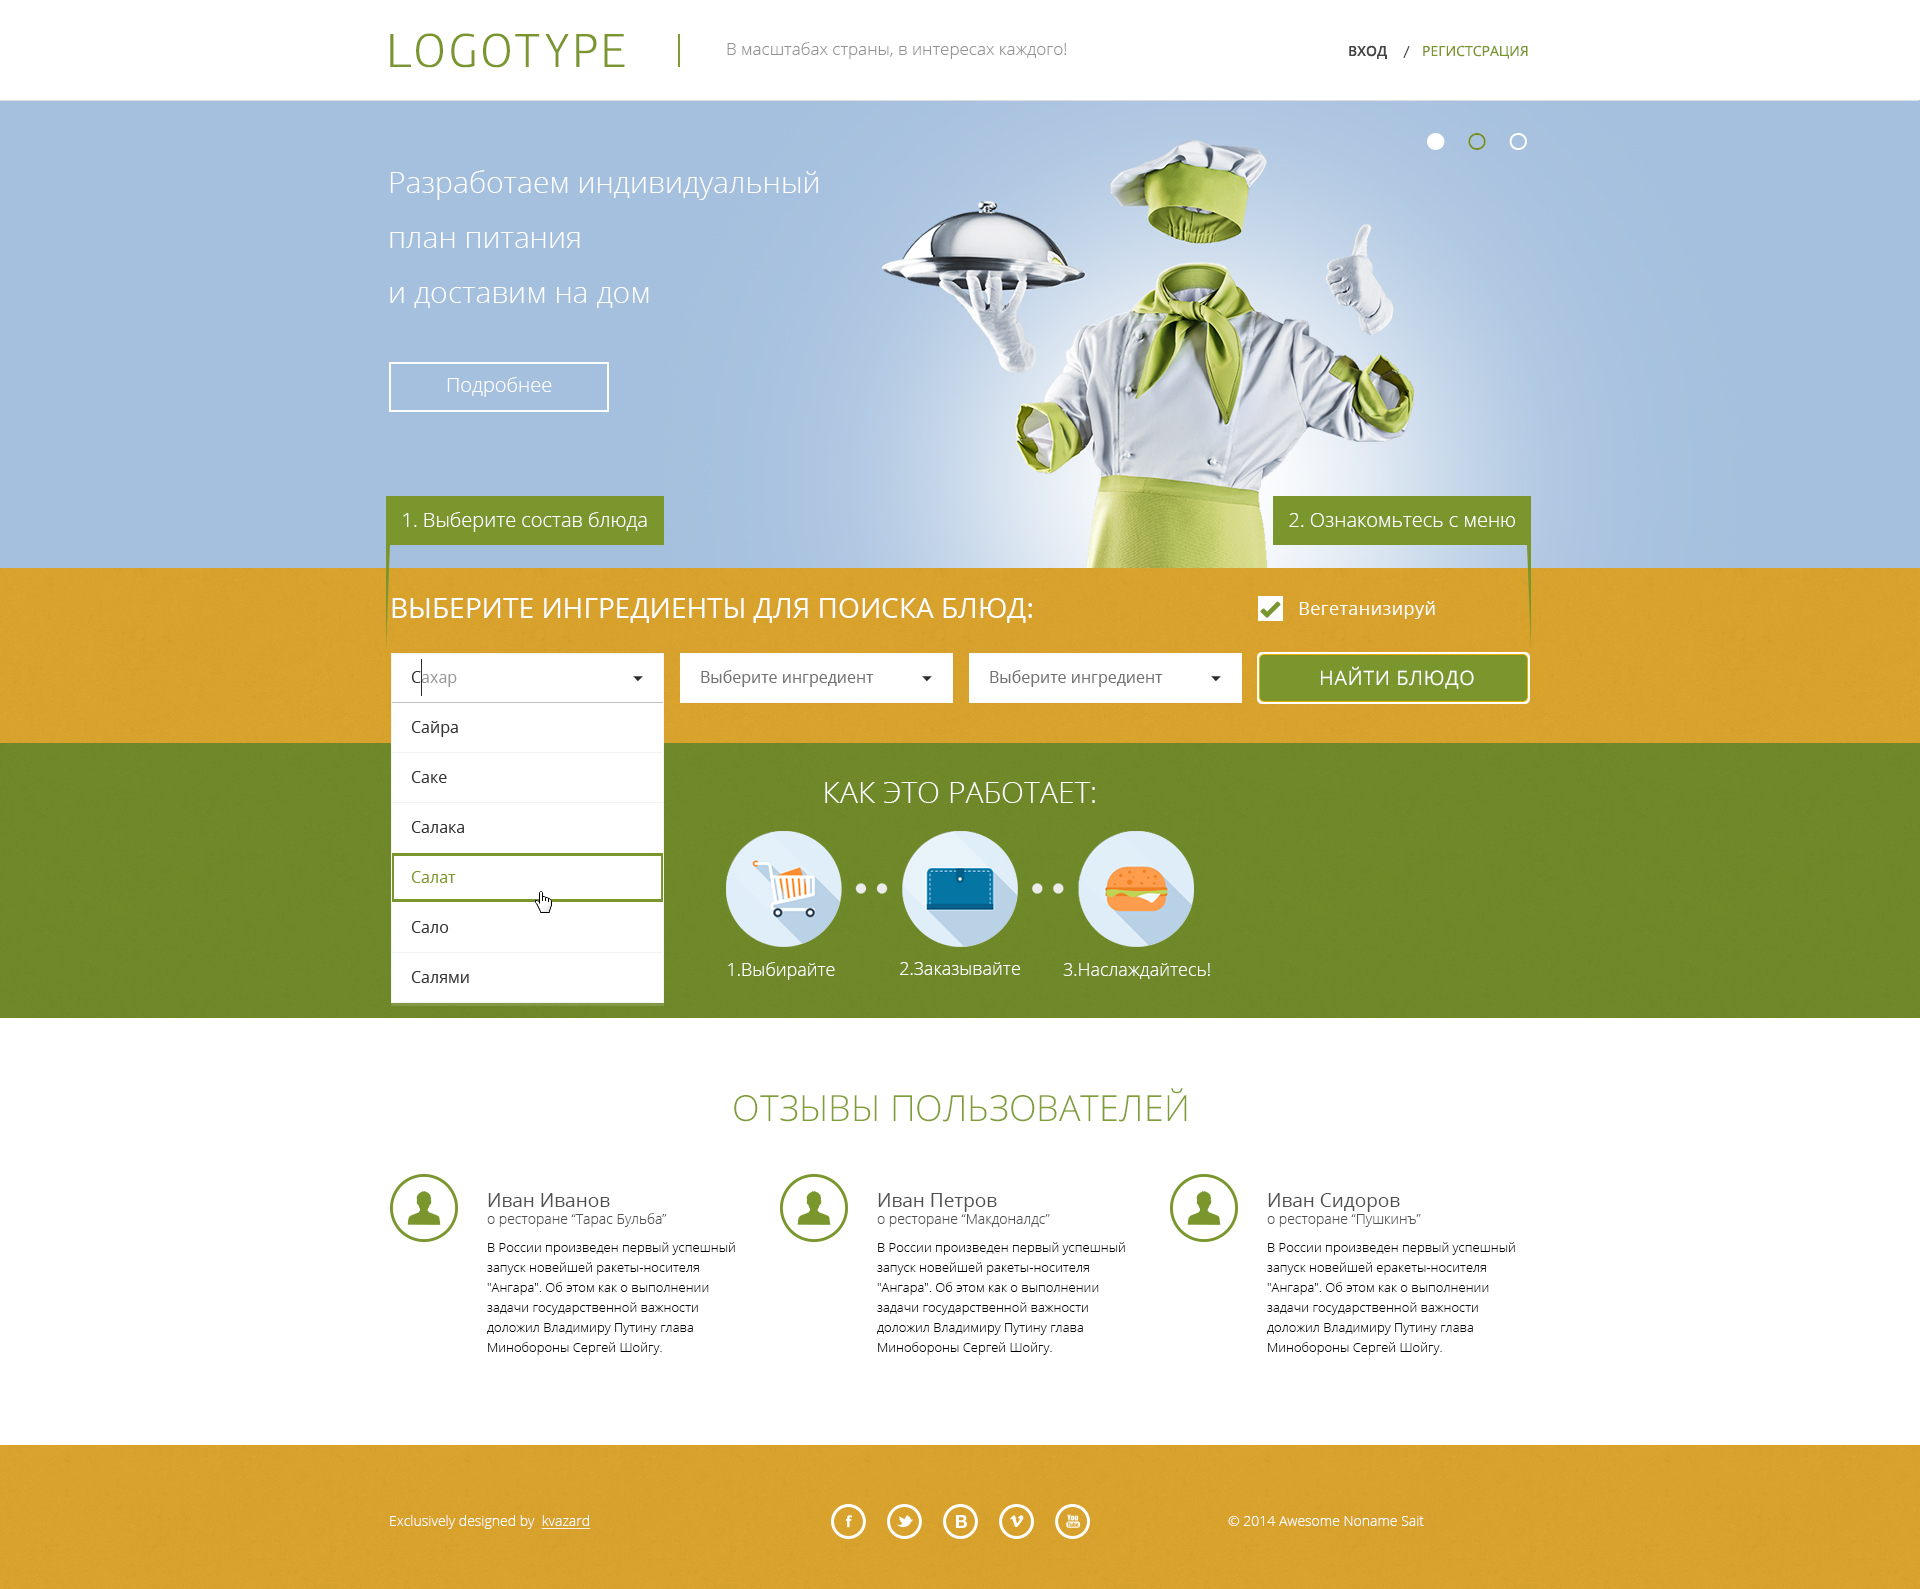 LOGOTYPE
В масштабах страны, в интересах каждого!
ВХОД / РЕГИСТСРАЦИЯ
Разработаем индивидуальный
план питания
и доставим на дом
Подробнее
1. Выберите состав блюда
2. Ознакомьтесь с меню
ВЫБЕРИТЕ ИНГРЕДИЕНТЫ ДЛЯ ПОИСКА БЛЮД:
Вегетанизируй
Сахар
Выберите ингредиент
Выберите ингредиент
НАЙТИ БЛЮДО
Сайра
Саке
Салака
Салат
Сало
Салями
КАК ЭТО РАБОТАЕТ:
1.Выбирайте
2.Заказывайте
3.Наслаждайтесь!
ОТЗЫВЫ ПОЛЬЗОВАТЕЛЕЙ
Иван Иванов
о ресторане “Тарас Бульба”
В России произведен первый успешный
запуск новейшей ракеты-носителя
"Ангара". Об этом как о выполнении
задачи государственной важности
доложил Владимиру Путину глава
Минобороны Сергей Шойгу.
Иван Петров
о ресторане “Макдоналдс”
В России произведен первый успешный
запуск новейшей ракеты-носителя
"Ангара". Об этом как о выполнении
задачи государственной важности
доложил Владимиру Путину глава
Минобороны Сергей Шойгу.
Иван Сидоров
о ресторане “Пушкинъ”
В России произведен первый успешный
запуск новейшей еракеты-носителя
"Ангара". Об этом как о выполнении
задачи государственной важности
доложил Владимиру Путину глава
Минобороны Сергей Шойгу.
Exclusively designed by kvazard
f
B
You Tube
© 2014 Awesome Noname Sait